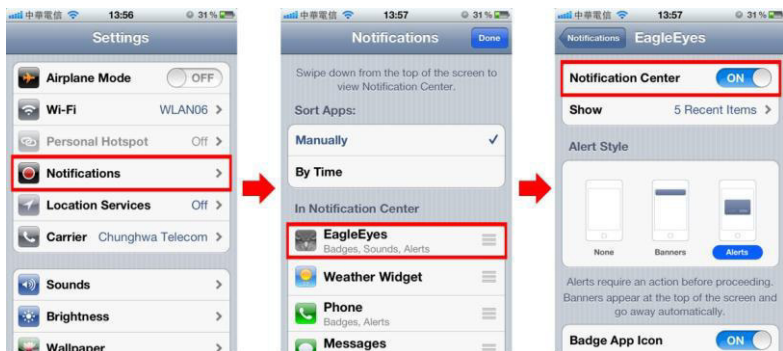 中華電信 13:56 31%
Settings
Airplane Mode OFF
Wi-Fi WLAN06
Personal Hotspot Off
Notifications
Location Services Off
Carrier Chunghwa Telecom
Sounds
Brightness
Wallpaper
中華電信 13:57 31%
Notifications Done
Swipe down from the top of the screen to
view Notification Center.
Sort Apps:
Manually
By Time
In Notification Center
EagleEyes
Badges, Sounds, Alerts
Weather Widget
Phone
Badges, Alerts
Messages
中華電信 13:57 31%
Notifications EagleEyes
Notification Center ON
Show 5 Recent Items
Alert Style
None Banners Alerts
Alerts require an action before proceeding.
Banners appear at the top of the screen and
go away automatically.
Badge App Icon ON